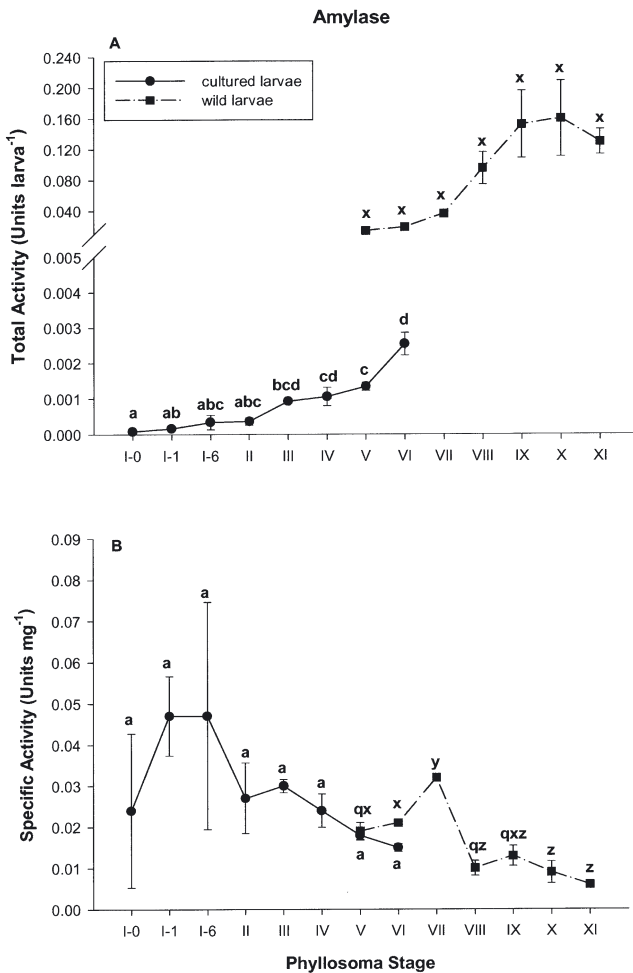 Amylase
A
cultured larvae
wild larvae
Total Activity (Units larva-1)
0.240
0.200
0.160
0.120
0.080
0.040
0.005
0.004
0.003
0.002
0.001
0.000
x x x x x x x
a ab abc abc bcd cd c d
I-0 I-1 I-6 II III IV V VI VII VIII IX X XI
B
Specific Activity (Units mg-1)
0.09
0.08
0.07
0.06
0.05
0.04
0.03
0.02
0.01
0.00
a a a a a a qx x y qz qxz z z
a a
I-0 I-1 I-6 II III IV V VI VII VIII IX X XI
Phyllosoma Stage